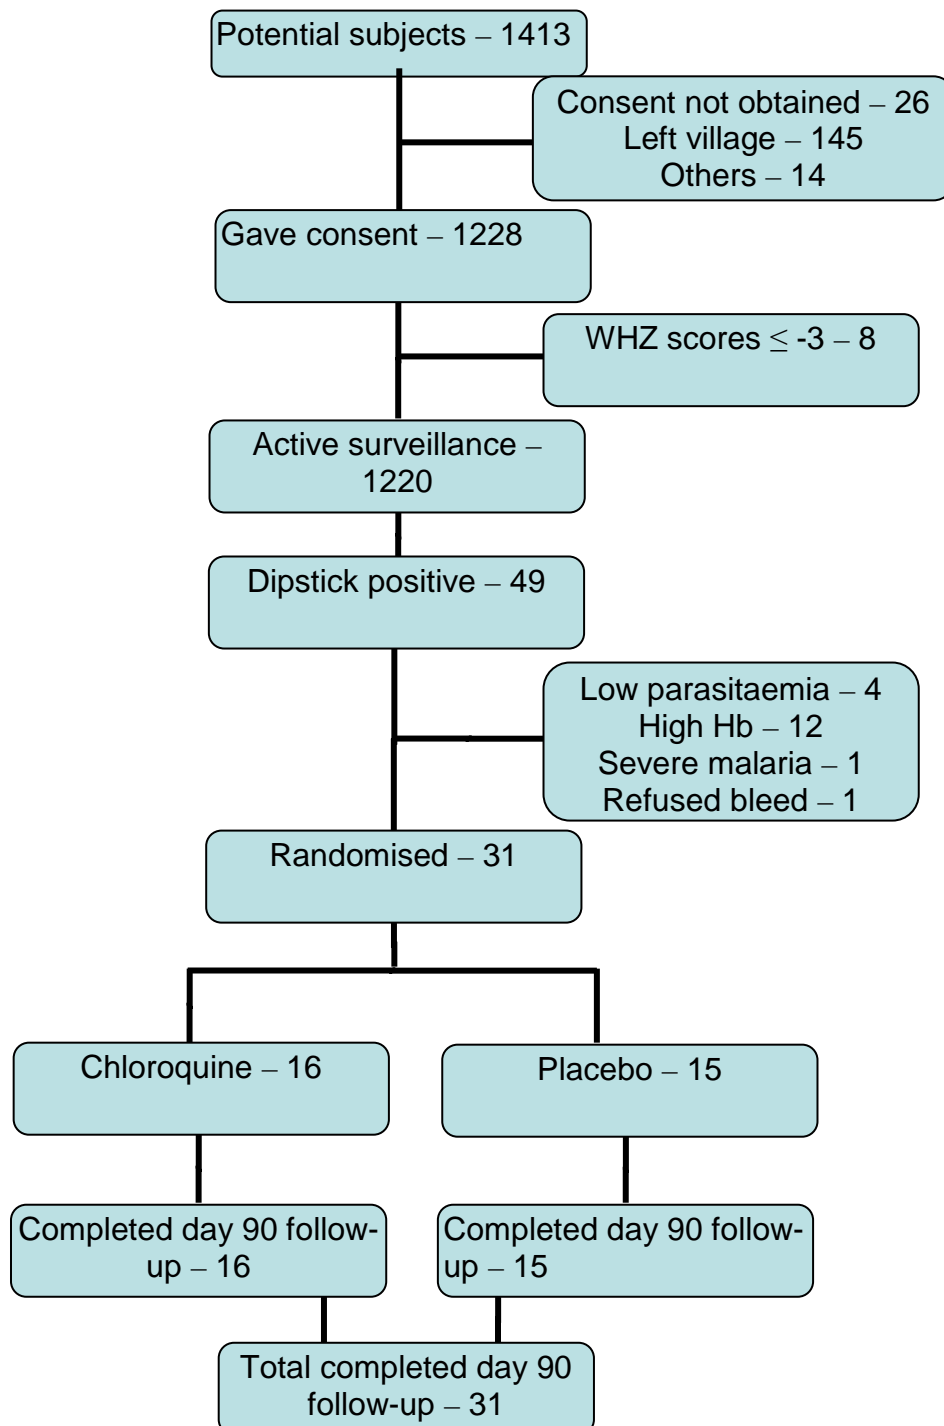 Potential subjects – 1413
Consent not obtained – 26
Left village – 145
Others – 14
Gave consent – 1228
WHZ scores ≤ -3 – 8
Active surveillance –
1220
Dipstick positive – 49
Low parasitaemia – 4
High Hb – 12
Severe malaria – 1
Refused bleed – 1
Randomised – 31
Chloroquine – 16
Placebo – 15
Completed day 90 follow-
up – 16
Completed day 90 follow-
up – 15
Total completed day 90
follow-up – 31